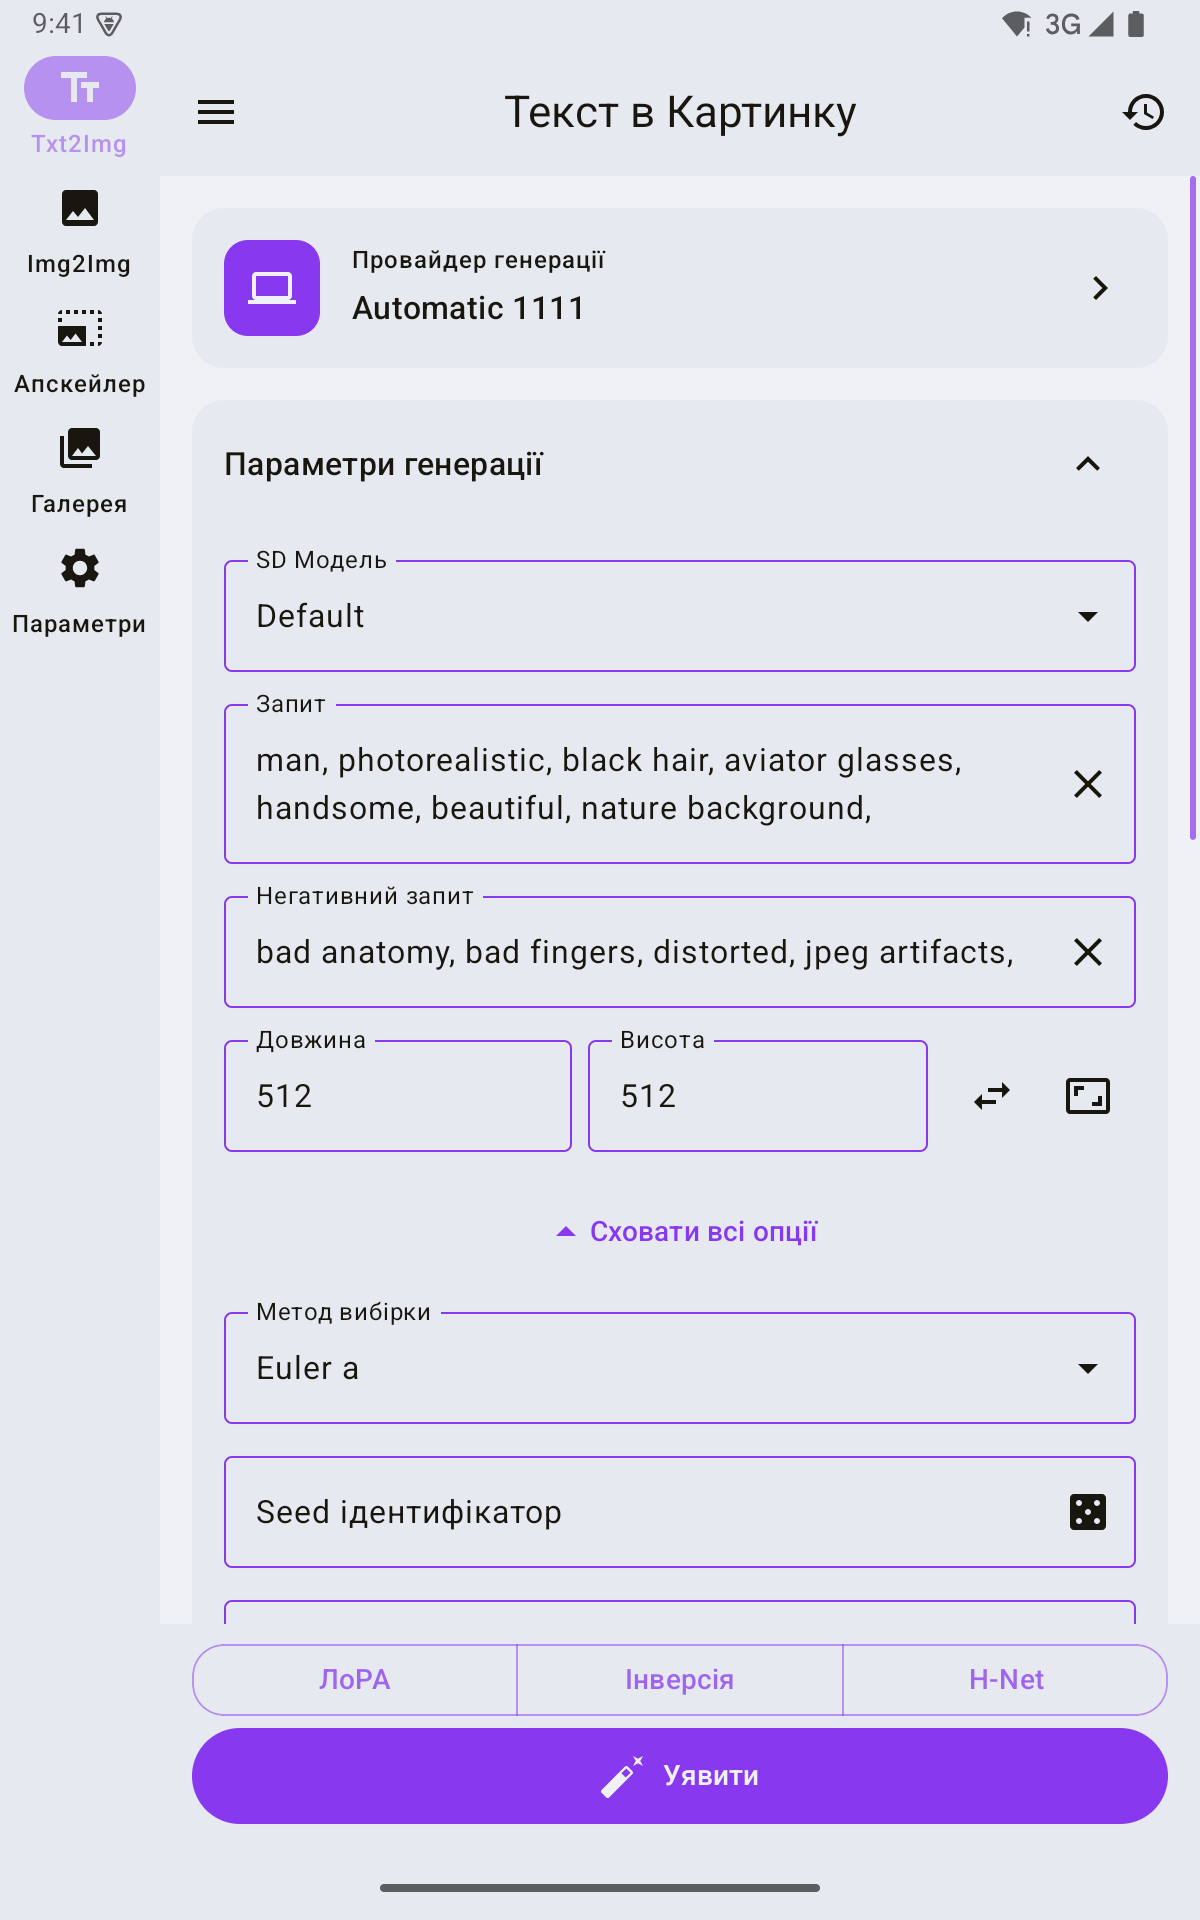 9:41
3G
Текст в Картинку
Txt2Img
Img2Img
Апскейлер
Галерея
Параметри
Провайдер генерації
Automatic 1111
Параметри генерації
SD Модель
Default
Запит
man, photorealistic, black hair, aviator glasses,
handsome, beautiful, nature background,
Негативний запит
bad anatomy, bad fingers, distorted, jpeg artifacts,
Довжина
512
Висота
512
Сховати всі опції
Метод вибірки
Euler a
Seed ідентифікатор
ЛоРА
Інверсія
H-Net
Уявити